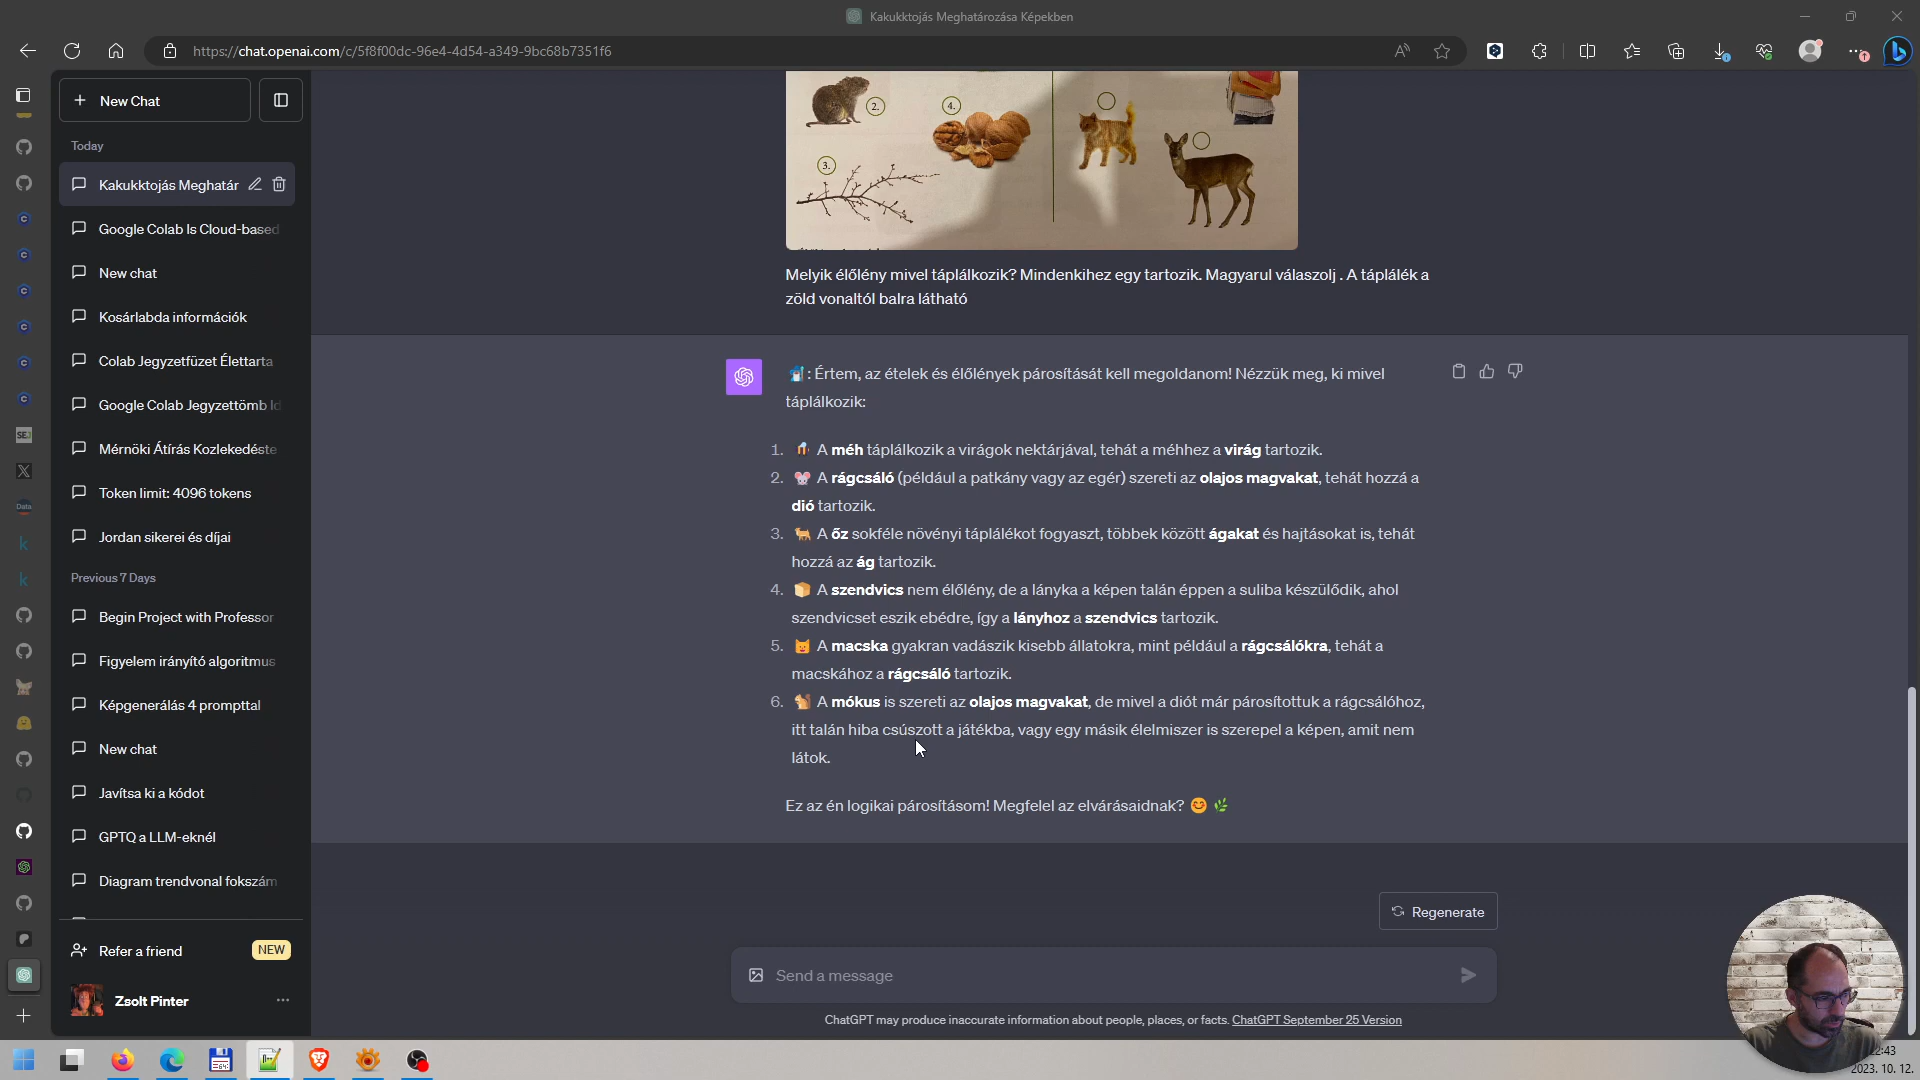 Kakukktojás Meghatározása Képekben
https://chat.openai.com/c/5f8f00dc-96e4-4d54-a349-9bc68b7351f6
New Chat
Today
Kakukktojás Meghatár
Google Colab Is Cloud-based
New chat
Kosárlabda információk
Colab Jegyzetfüzet Élettarta
Google Colab Jegyzettömb Id
Mérnöki Átírás Kozlekedéste
Token limit: 4096 tokens
Jordan sikerei és díjai
Previous 7 Days
Begin Project with Professor
Figyelem irányító algoritmus
Képgenerálás 4 prompttal
New chat
Javítsa ki a kódot
GPTQ a LLM-eknél
Diagram trendvonal fokszám
Refer a friend
NEW
Zsolt Pinter
2.
4.
3.
Melyik élőlény mivel táplálkozik? Mindenkihez egy tartozik. Magyarul válaszolj . A táplálék a
zöld vonaltól balra látható
: Értem, az ételek és élőlények párosítását kell megoldanom! Nézzük meg, ki mivel
táplálkozik:
1. A méh táplálkozik a virágok nektárjával, tehát a méhhez a virág tartozik.
2. A rágcsáló (például a patkány vagy az egér) szereti az olajos magvakat, tehát hozzá a
dió tartozik.
3. A őz sokféle növényi táplálékot fogyaszt, többek között ágakat és hajtásokat is, tehát
hozzá az ág tartozik.
4. A szendvics nem élőlény, de a lányka a képen talán éppen a suliba készülődik, ahol
szendvicset eszik ebédre, így a lányhoz a szendvics tartozik.
5. A macska gyakran vadászik kisebb állatokra, mint például a rágcsálókra, tehát a
macskához a rágcsáló tartozik.
6. A mókus is szereti az olajos magvakat, de mivel a diót már párosítottuk a rágcsálóhoz,
itt talán hiba csúszott a játékba, vagy egy másik élelmiszer is szerepel a képen, amit nem
látok.
Ez az én logikai párosításom! Megfelel az elvárásaidnak?
Regenerate
Send a message
ChatGPT may produce inaccurate information about people, places, or facts. ChatGPT September 25 Version
2023. 10. 12.